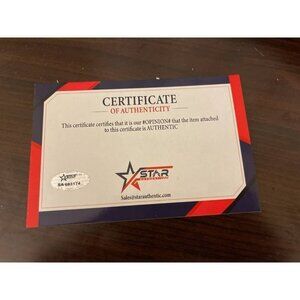 CERTIFICATE
OF AUTHENTICITY
This certificate certifies that it is our #OPINION# that the item attached
to this certificate is AUTHENTIC
STAR
Sales@starauthentic.com